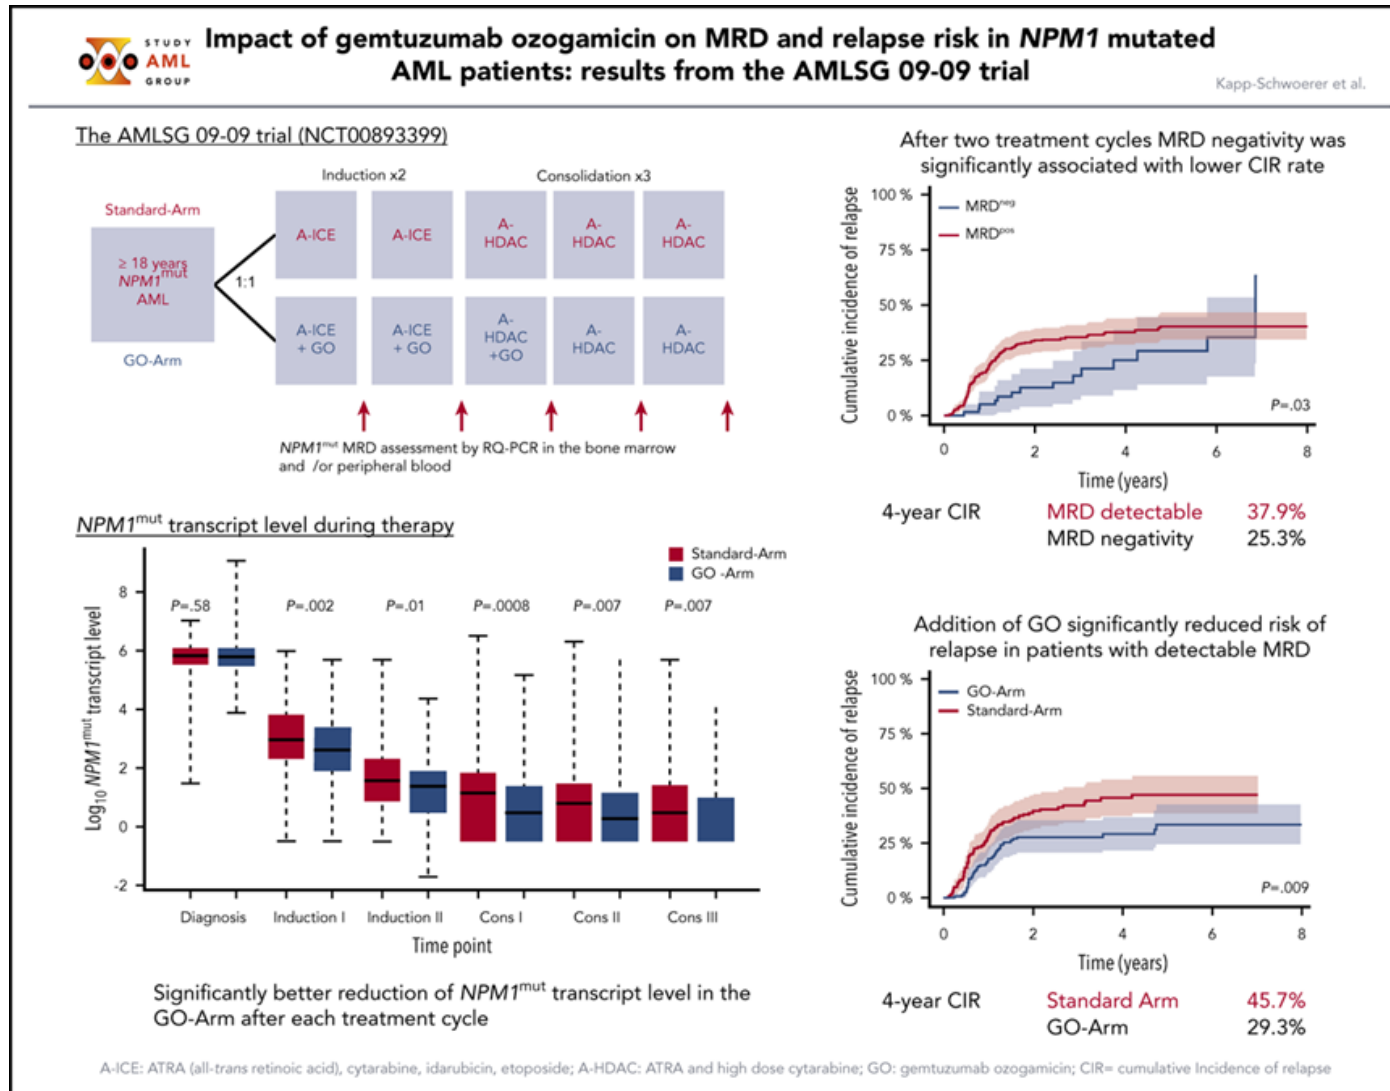 STUDY
AML
GROUP
Impact of gemtuzumab ozogamicin on MRD and relapse risk in NPM1 mutated
AML patients: results from the AMLSG 09-09 trial
Kapp-Schwoerer et al.
The AMLSG 09-09 trial (NCT00893399)
Induction x2
Consolidation x3
Standard-Arm
≥ 18 years
NPM1mut
AML
GO-Arm
1:1
A-ICE
A-ICE
A-
HDAC
A-
HDAC
A-
HDAC
A-ICE
+ GO
A-ICE
+ GO
A-
HDAC
+GO
A-
HDAC
A-
HDAC
NPM1mut MRD assessment by RQ-PCR in the bone marrow
and /or peripheral blood
NPM1mut transcript level during therapy
Standard-Arm
GO -Arm
Log10 NPM1mut transcript level
8
6
4
2
0
-2
P=.58
P=.002
P=.01
P=.0008
P=.007
P=.007
Diagnosis
Induction I
Induction II
Cons I
Cons II
Cons III
Time point
Significantly better reduction of NPM1mut transcript level in the
GO-Arm after each treatment cycle
After two treatment cycles MRD negativity was
significantly associated with lower CIR rate
Cumulative incidence of relapse
100 %
75 %
50 %
25 %
0 %
MRDneg
MRDpos
P=.03
0 2 4 6 8
Time (years)
4-year CIR MRD detectable 37.9%
MRD negativity 25.3%
Addition of GO significantly reduced risk of
relapse in patients with detectable MRD
Cumulative incidence of relapse
100 %
75 %
50 %
25 %
0 %
GO-Arm
Standard-Arm
P=.009
0 2 4 6 8
Time (years)
4-year CIR Standard Arm 45.7%
GO-Arm 29.3%
A-ICE: ATRA (all-trans retinoic acid), cytarabine, idarubicin, etoposide; A-HDAC: ATRA and high dose cytarabine; GO: gemtuzumab ozogamicin; CIR= cumulative Incidence of relapse